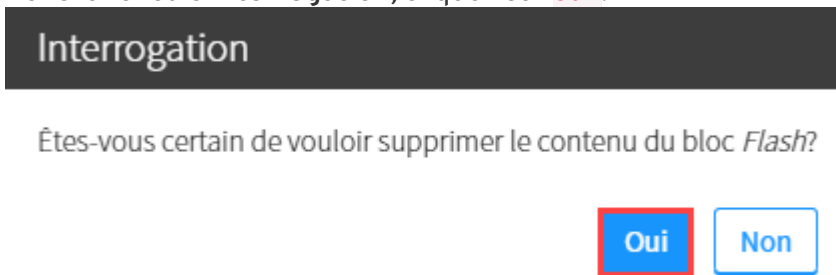 Interrogation
Êtes-vous certain de vouloir supprimer le contenu du bloc Flash?
Oui Non